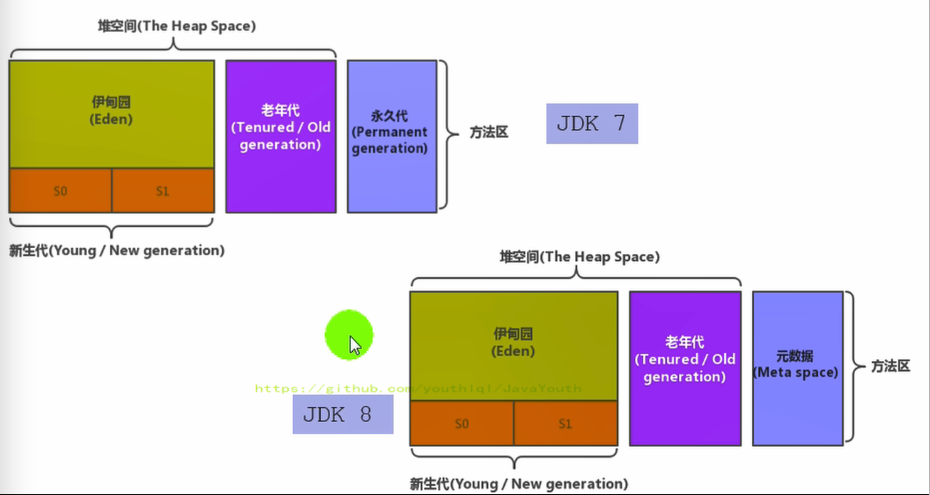 堆空间(The Heap Space)
伊甸园
(Eden)
S0
S1
老年代
(Tenured / Old
generation)
永久代
(Permanent
generation)
方法区
JDK 7
新生代(Young / New generation)
堆空间(The Heap Space)
伊甸园
(Eden)
S0
S1
老年代
(Tenured / Old
generation)
元数据
(Meta space)
方法区
https://github.com/youthlql/JavaYouth
JDK 8
新生代(Young / New generation)